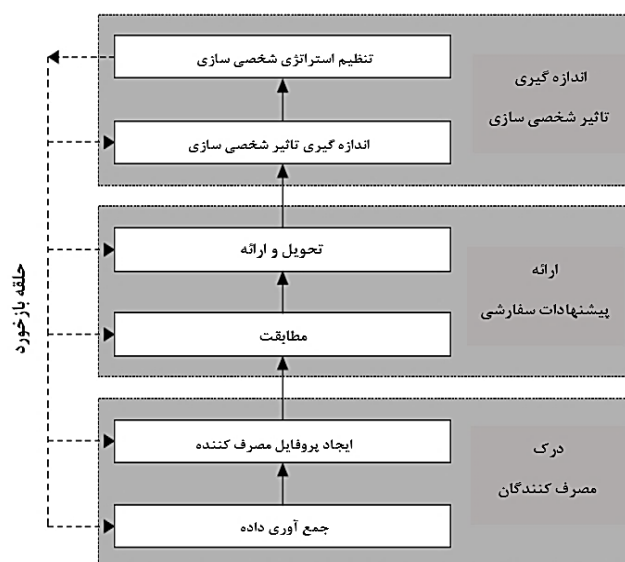 تنظیم استراتژی شخصی سازی
اندازه گیری تاثیر شخصی سازی
اندازه گیری
تاثیر شخصی سازی
تحویل و ارائه
مطابقت
ارائه
پیشنهادات سفارشی
ایجاد پروفایل مصرف کننده
جمع آوری داده
درک
مصرف کنندگان
حلقه بازخورد